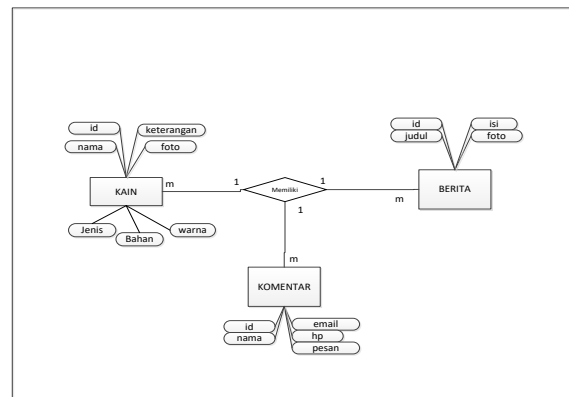 id
keterangan
nama
foto
KAIN
m
1
Memiliki
1
1
m
BERITA
id
isi
judul
foto
Jenis
Bahan
warna
m
KOMENTAR
id
email
nama
hp
pesan